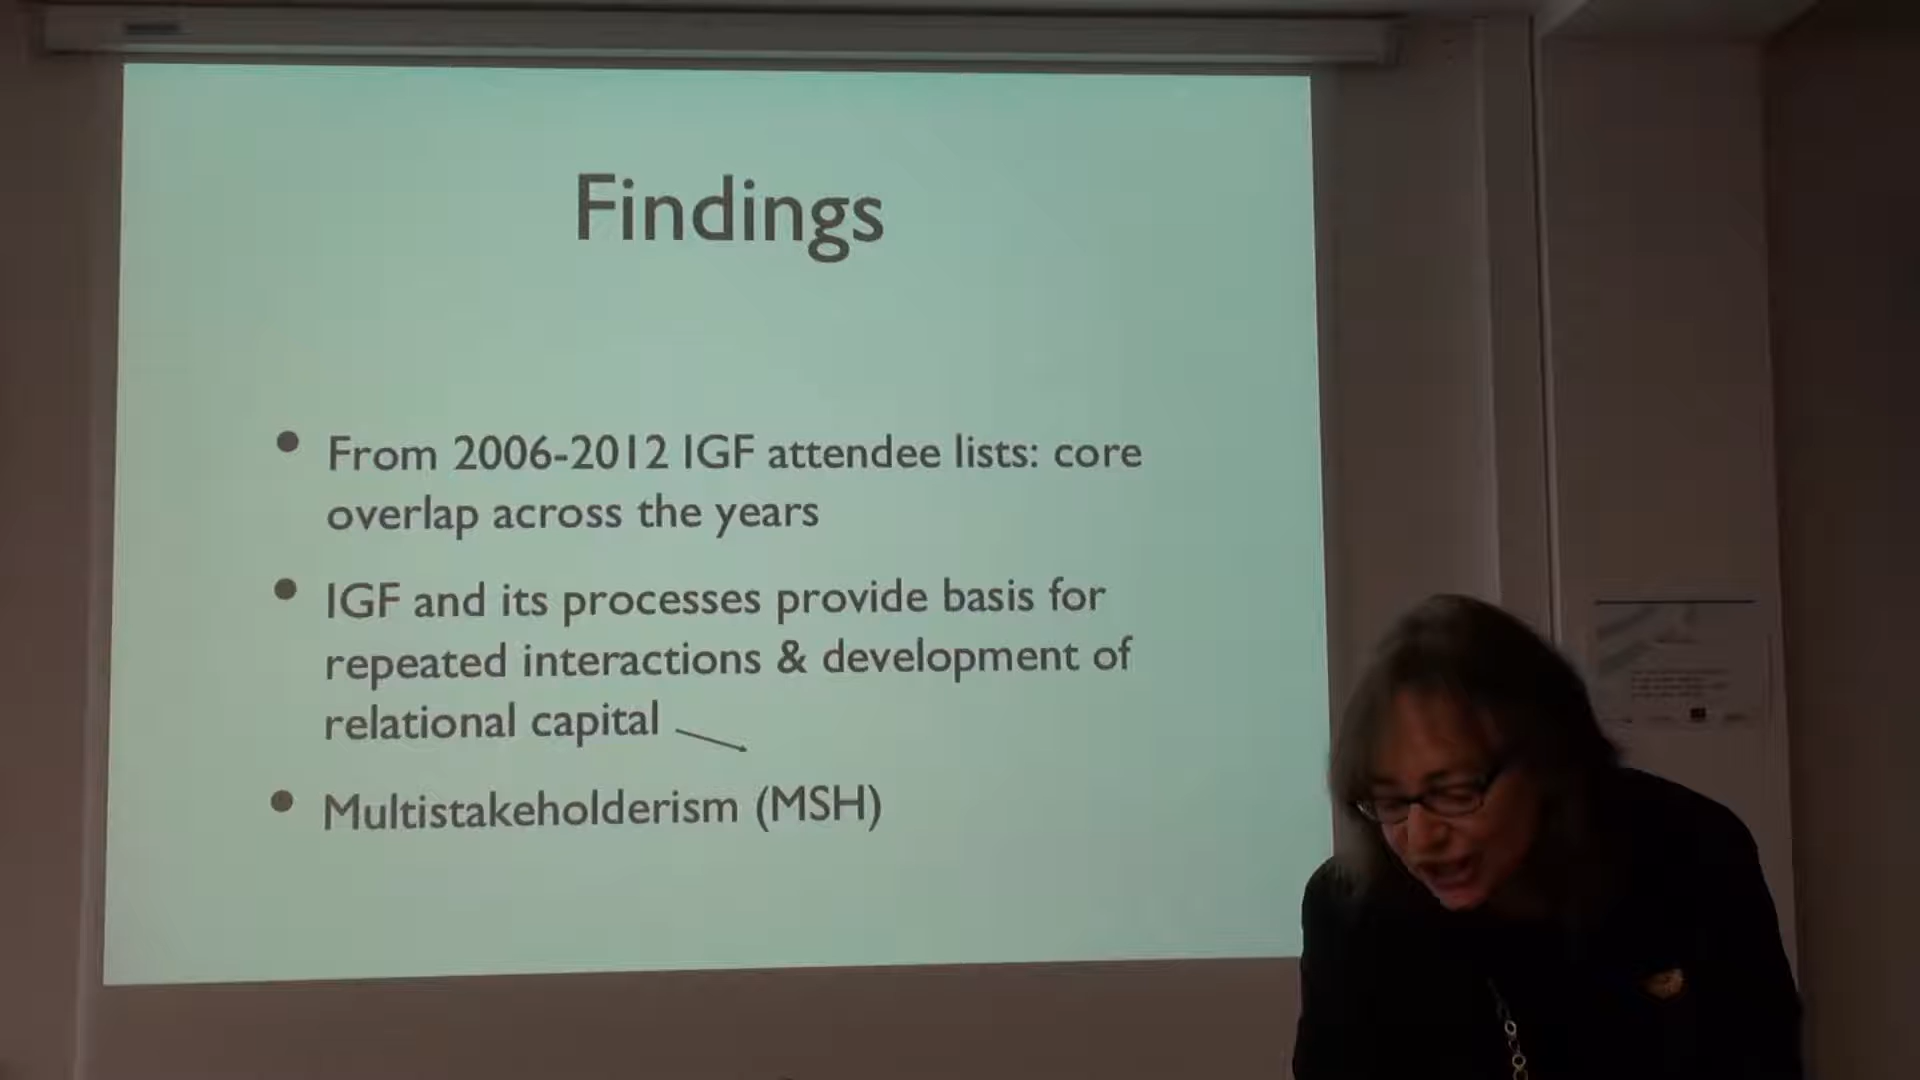 Findings
• From 2006-2012 IGF attendee lists: core
overlap across the years
• IGF and its processes provide basis for
repeated interactions & development of
relational capital
• Multistakeholderism (MSH)